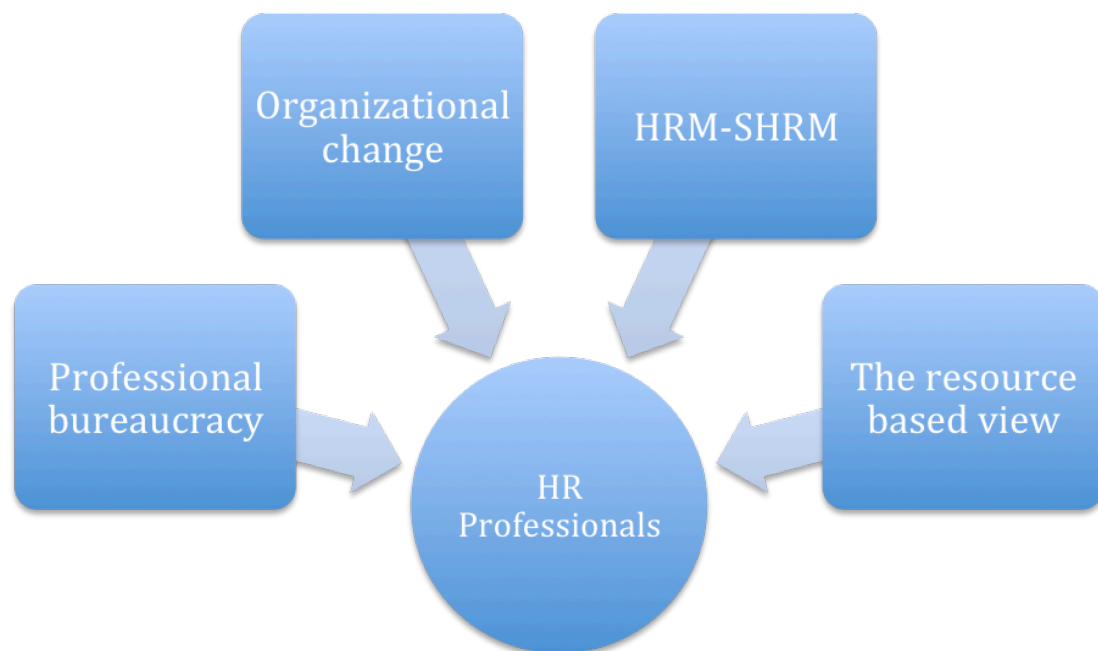 Organizational
change
HRM-SHRM
Professional
bureaucracy
The resource
based view
HR
Professionals